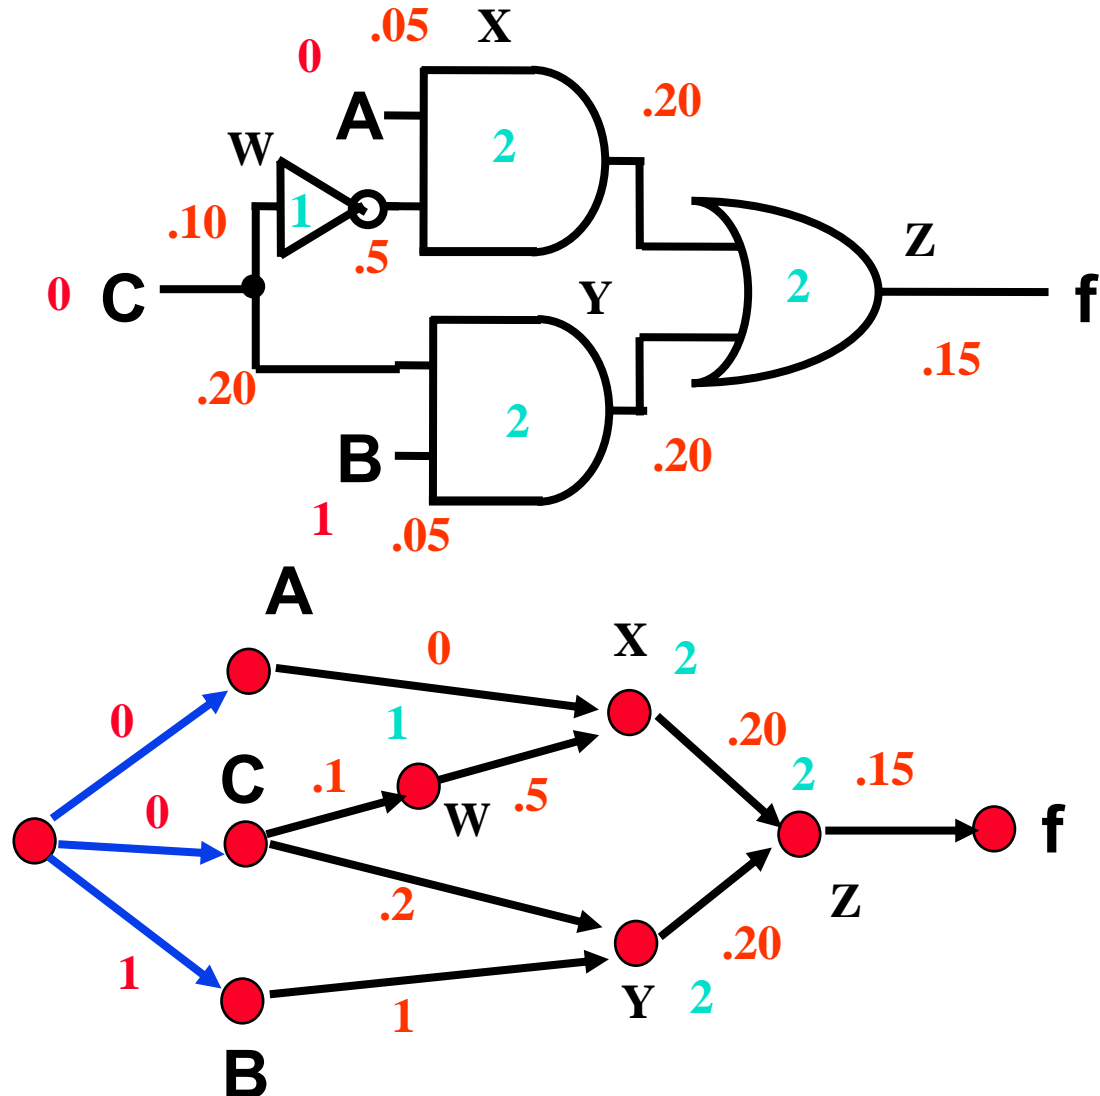 .05 X
0
A 2 .20
W
.10 1 .5
Z
0 C Y 2 f
.20 .15
2
B .20
1 .05
A
0 X 2
0 1 .20
C .1 2 .15
0 W .5 f
.2 Z
.20
1 1 Y 2
B